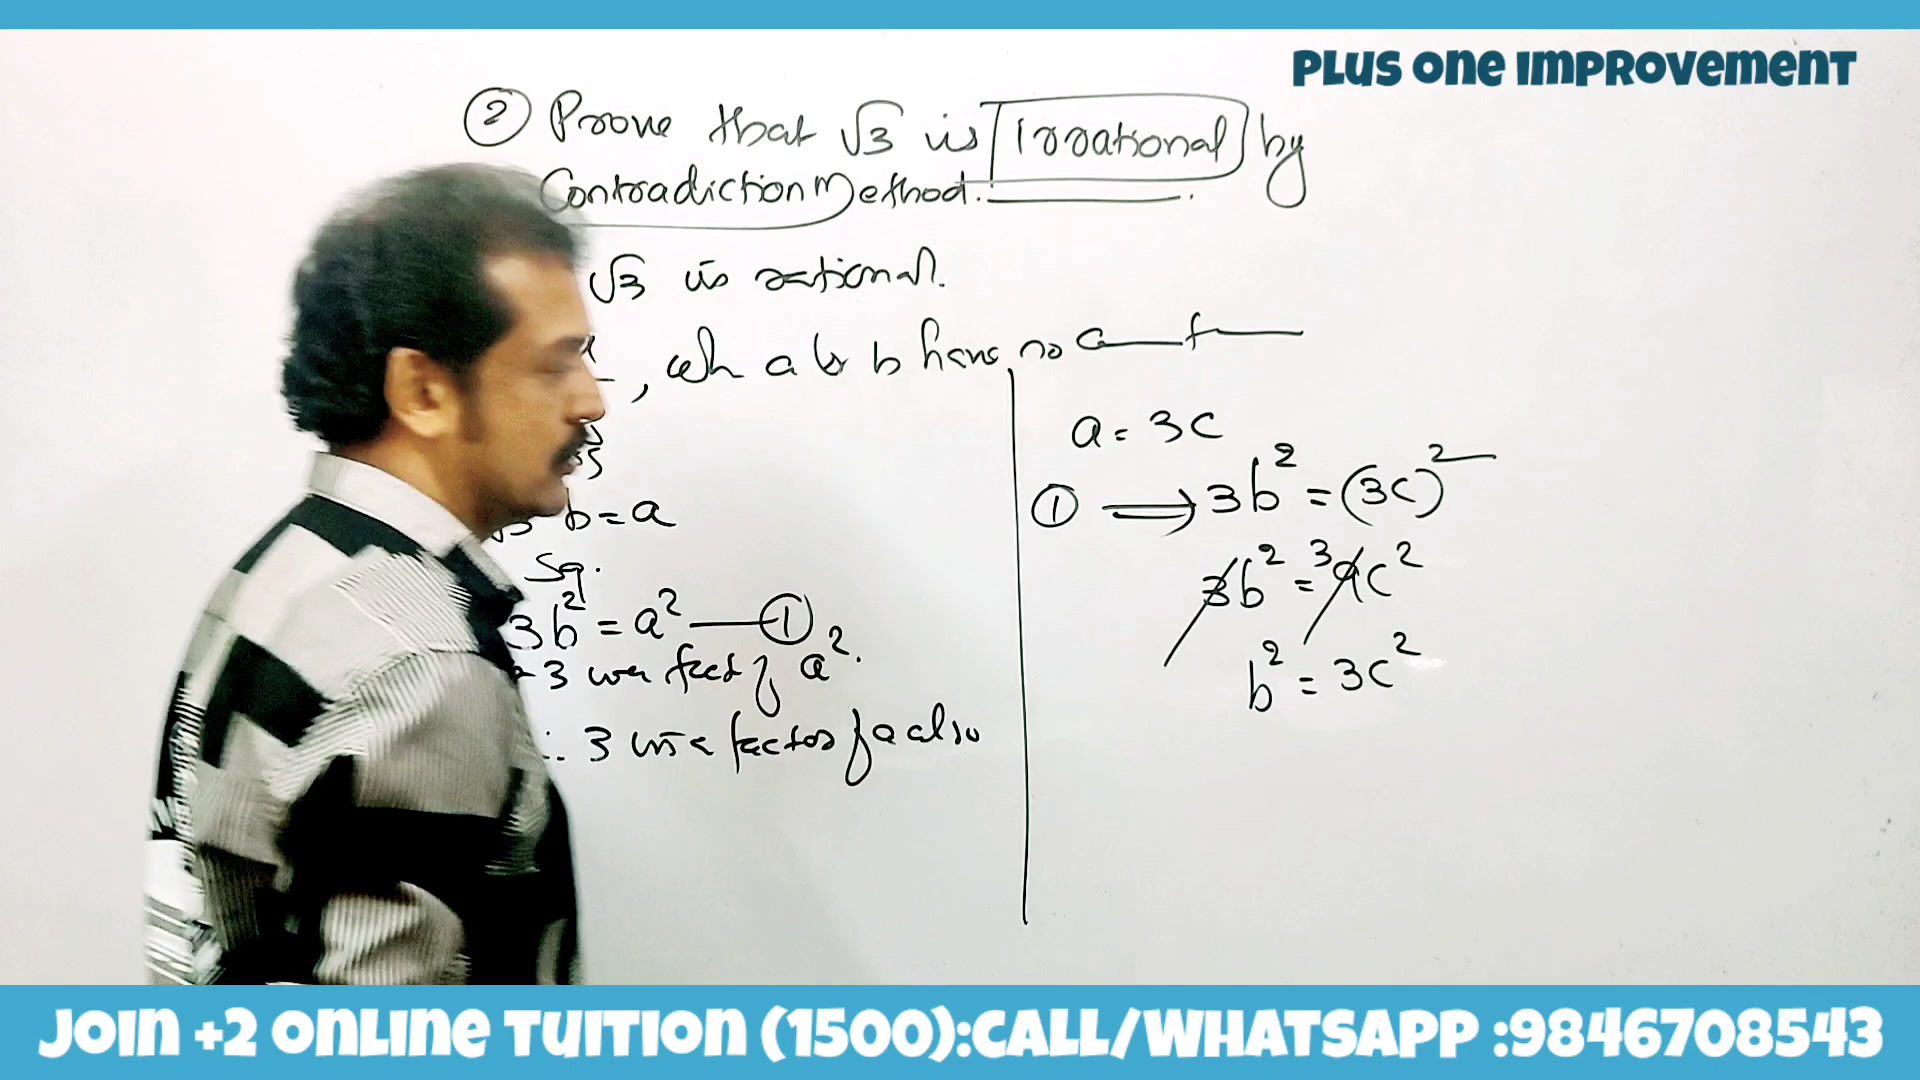 PLUS ONE IMPROVEMENT
② Prove that √3 is Irrational by
Contradiction Method.
√3 is rational.
, wh a & b have no
b = a
Sq.
3b² = a² — ①
3 is a fact of a².
∴ 3 is a factor of a also
a = 3c
① ⟹ 3b² = (3c)²
3b² = ³9c²
b² = 3c²
JOIN +2 ONLINE TUITION (1500):CALL/WHATSAPP :9846708543